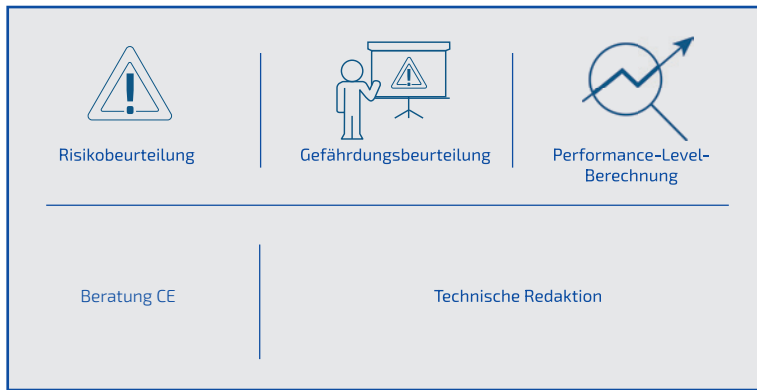 Risikobeurteilung
Gefährdungsbeurteilung
Performance-Level-
Berechnung
Beratung CE
Technische Redaktion